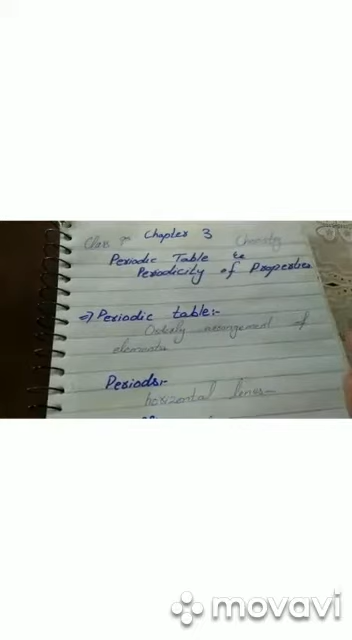 Class 9th Chapter 3 Chemistry
Periodic Table &
Periodicity of Properties
=> Periodic table:-
Orderly arrangement of
elements
Periods:-
horizontal lines-
movavi